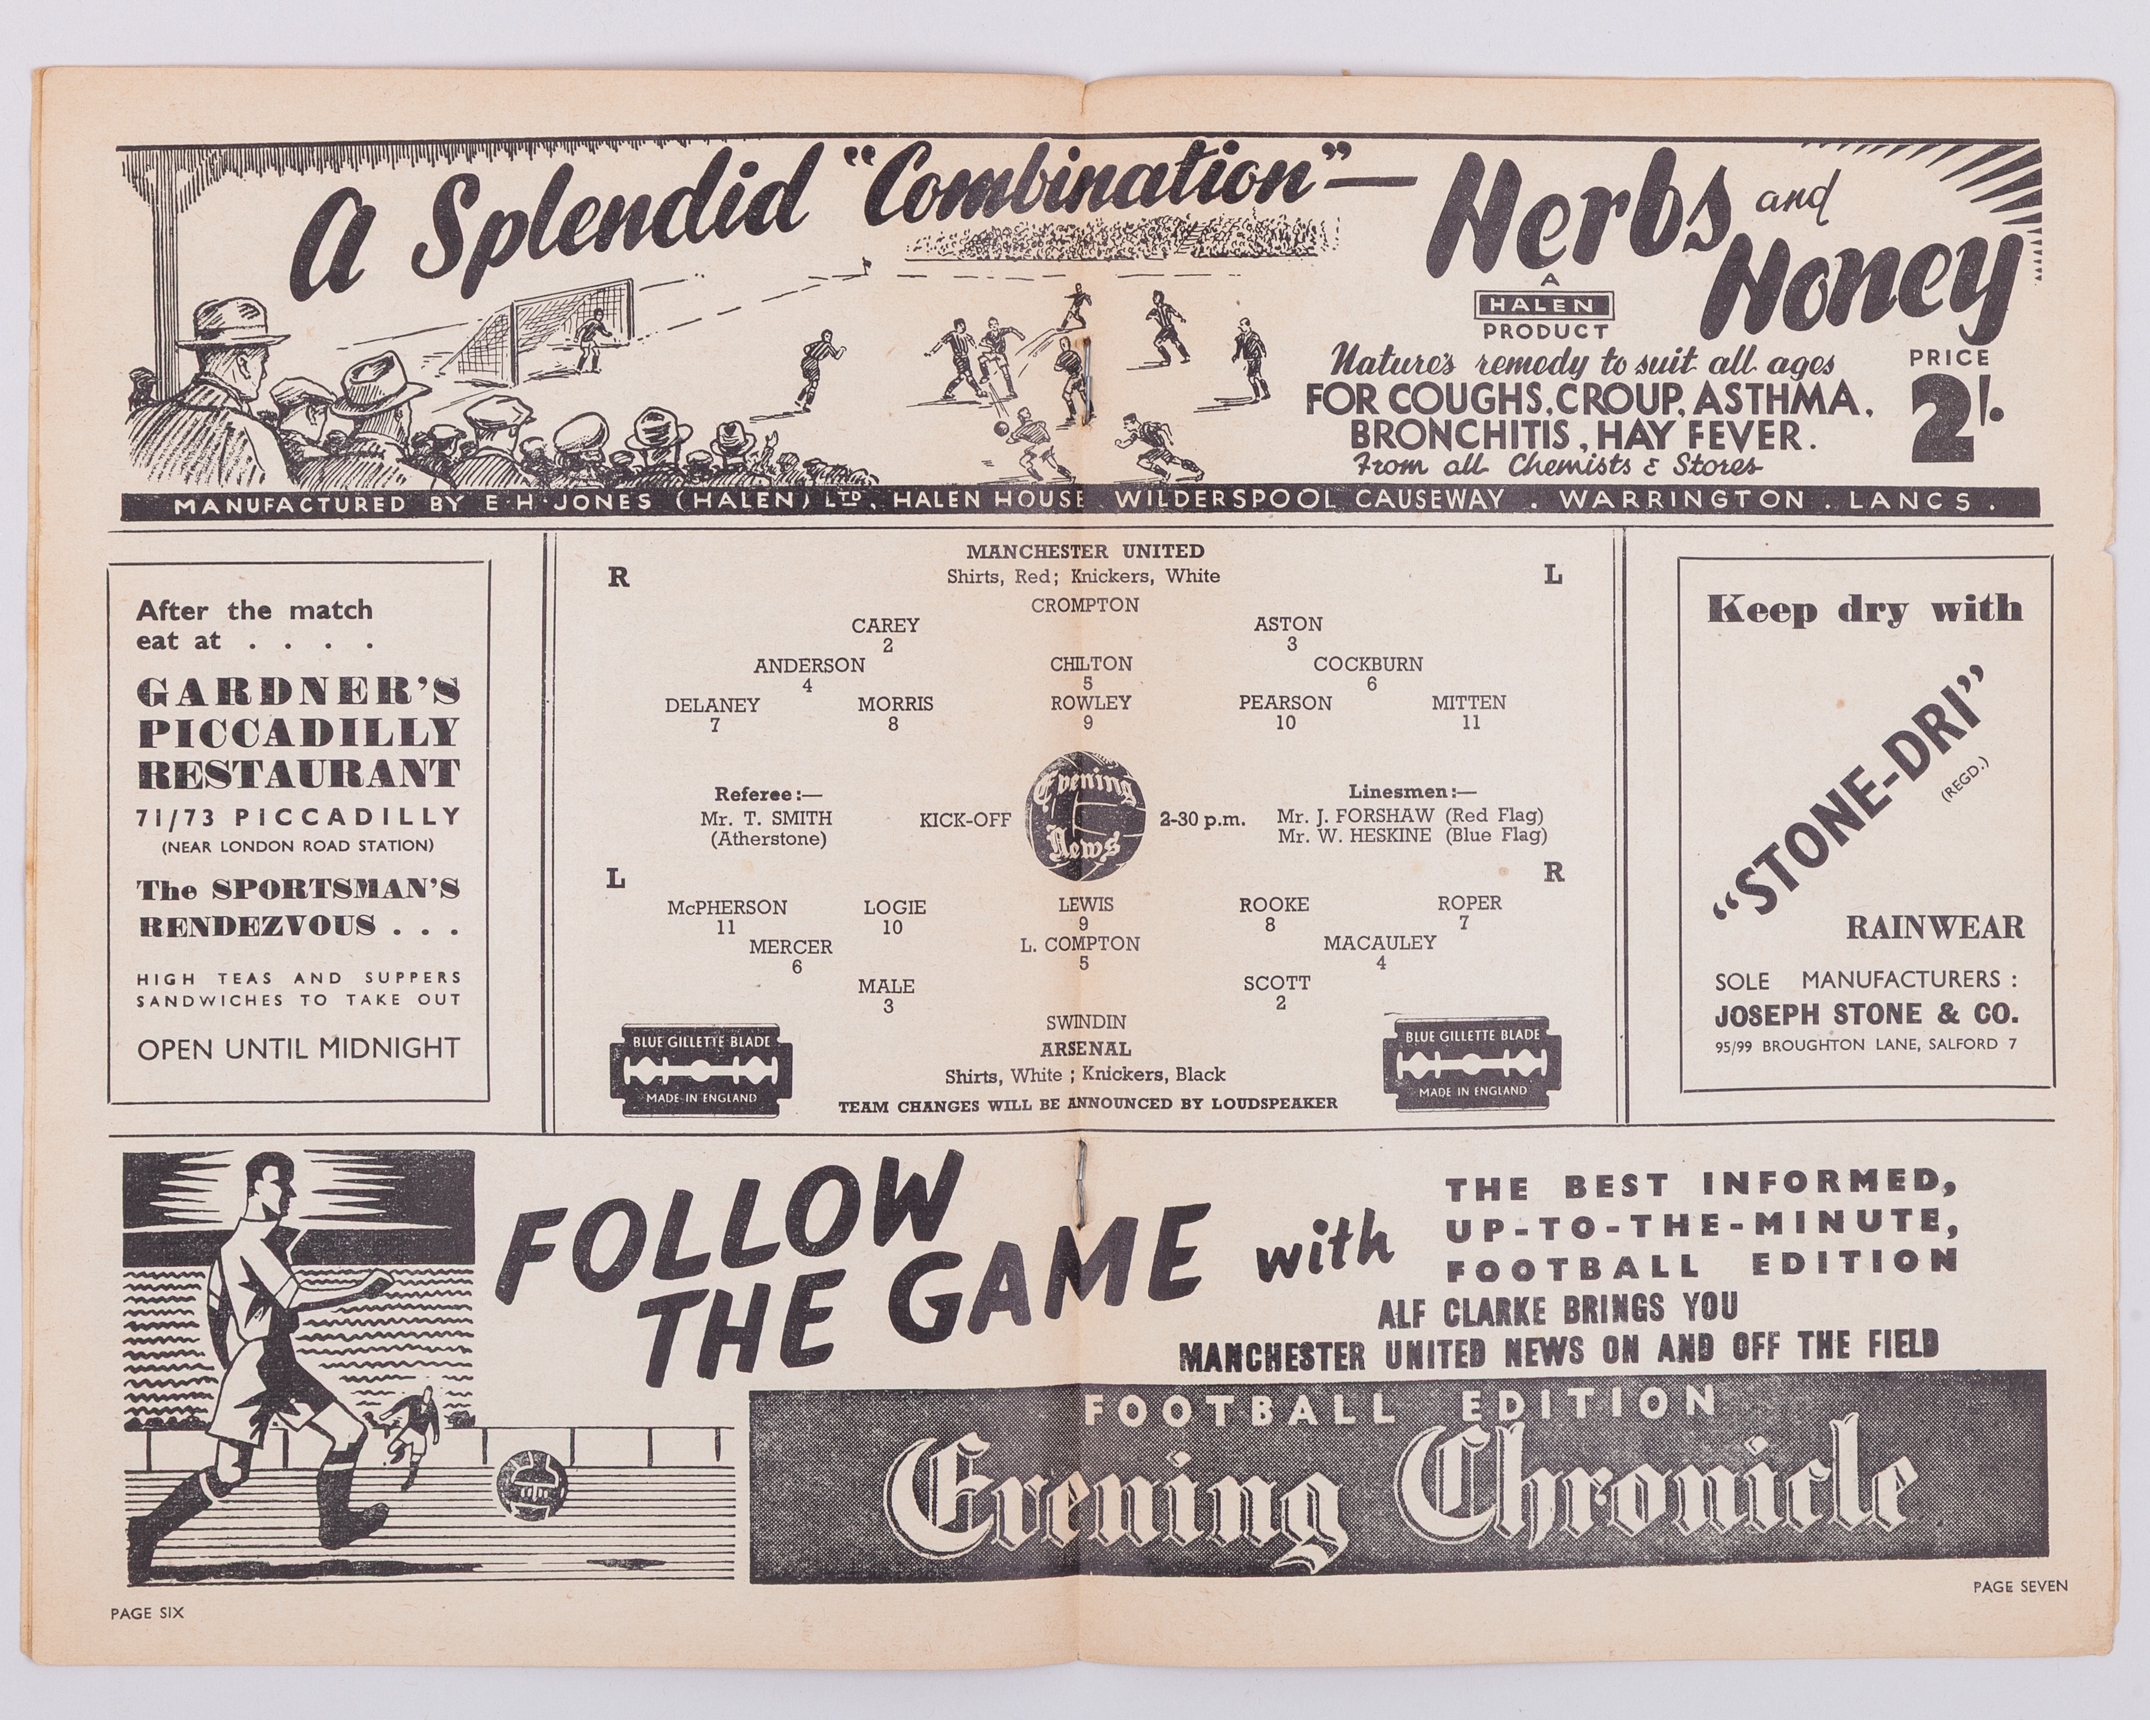 A Splendid "Combination"— Herbs and Honey
A
HALEN
PRODUCT
Nature's remedy to suit all ages
FOR COUGHS, CROUP, ASTHMA,
BRONCHITIS, HAY FEVER.
From all Chemists & Stores
PRICE
2/-
MANUFACTURED BY E·H·JONES (HALEN) LTD. HALEN HOUSE WILDERSPOOL CAUSEWAY . WARRINGTON . LANCS .
After the match
eat at . . . .
GARDNER'S
PICCADILLY
RESTAURANT
71/73 PICCADILLY
(NEAR LONDON ROAD STATION)
The SPORTSMAN'S
RENDEZVOUS . . .
HIGH TEAS AND SUPPERS
SANDWICHES TO TAKE OUT
OPEN UNTIL MIDNIGHT
MANCHESTER UNITED
R Shirts, Red; Knickers, White L
CROMPTON
CAREY ASTON
2 3
ANDERSON CHILTON COCKBURN
4 5 6
DELANEY MORRIS ROWLEY PEARSON MITTEN
7 8 9 10 11
Evening
News
Referee:— Linesmen:—
Mr. T. SMITH KICK-OFF 2-30 p.m. Mr. J. FORSHAW (Red Flag)
(Atherstone) Mr. W. HESKINE (Blue Flag)
L R
McPHERSON LOGIE LEWIS ROOKE ROPER
11 10 9 8 7
MERCER L. COMPTON MACAULEY
6 5 4
MALE SCOTT
3 2
SWINDIN
ARSENAL
Shirts, White ; Knickers, Black
TEAM CHANGES WILL BE ANNOUNCED BY LOUDSPEAKER
BLUE GILLETTE BLADE
MADE IN ENGLAND
BLUE GILLETTE BLADE
MADE IN ENGLAND
Keep dry with
"STONE-DRI"
(REGD.)
RAINWEAR
SOLE MANUFACTURERS :
JOSEPH STONE & CO.
95/99 BROUGHTON LANE, SALFORD 7
FOLLOW
THE GAME with
THE BEST INFORMED,
UP-TO-THE-MINUTE,
FOOTBALL EDITION
ALF CLARKE BRINGS YOU
MANCHESTER UNITED NEWS ON AND OFF THE FIELD
FOOTBALL EDITION
Evening Chronicle
PAGE SIX
PAGE SEVEN